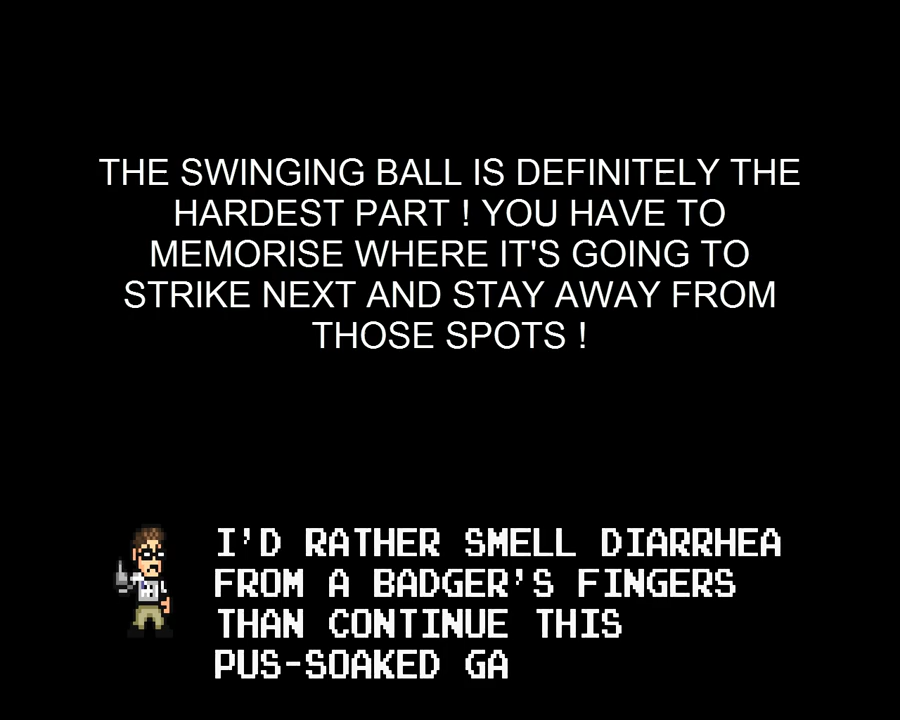 THE SWINGING BALL IS DEFINITELY THE
HARDEST PART ! YOU HAVE TO
MEMORISE WHERE IT'S GOING TO
STRIKE NEXT AND STAY AWAY FROM
THOSE SPOTS !
I'D RATHER SMELL DIARRHEA
FROM A BADGER'S FINGERS
THAN CONTINUE THIS
PUS-SOAKED GA